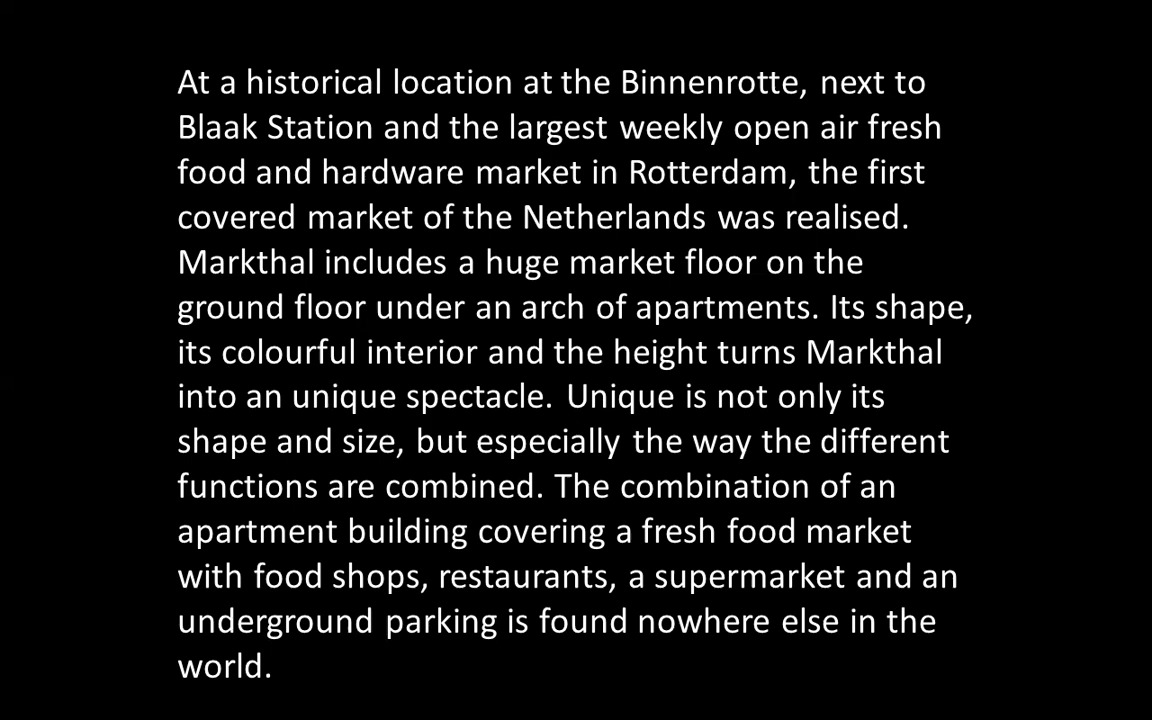 At a historical location at the Binnenrotte, next to
Blaak Station and the largest weekly open air fresh
food and hardware market in Rotterdam, the first
covered market of the Netherlands was realised.
Markthal includes a huge market floor on the
ground floor under an arch of apartments. Its shape,
its colourful interior and the height turns Markthal
into an unique spectacle. Unique is not only its
shape and size, but especially the way the different
functions are combined. The combination of an
apartment building covering a fresh food market
with food shops, restaurants, a supermarket and an
underground parking is found nowhere else in the
world.